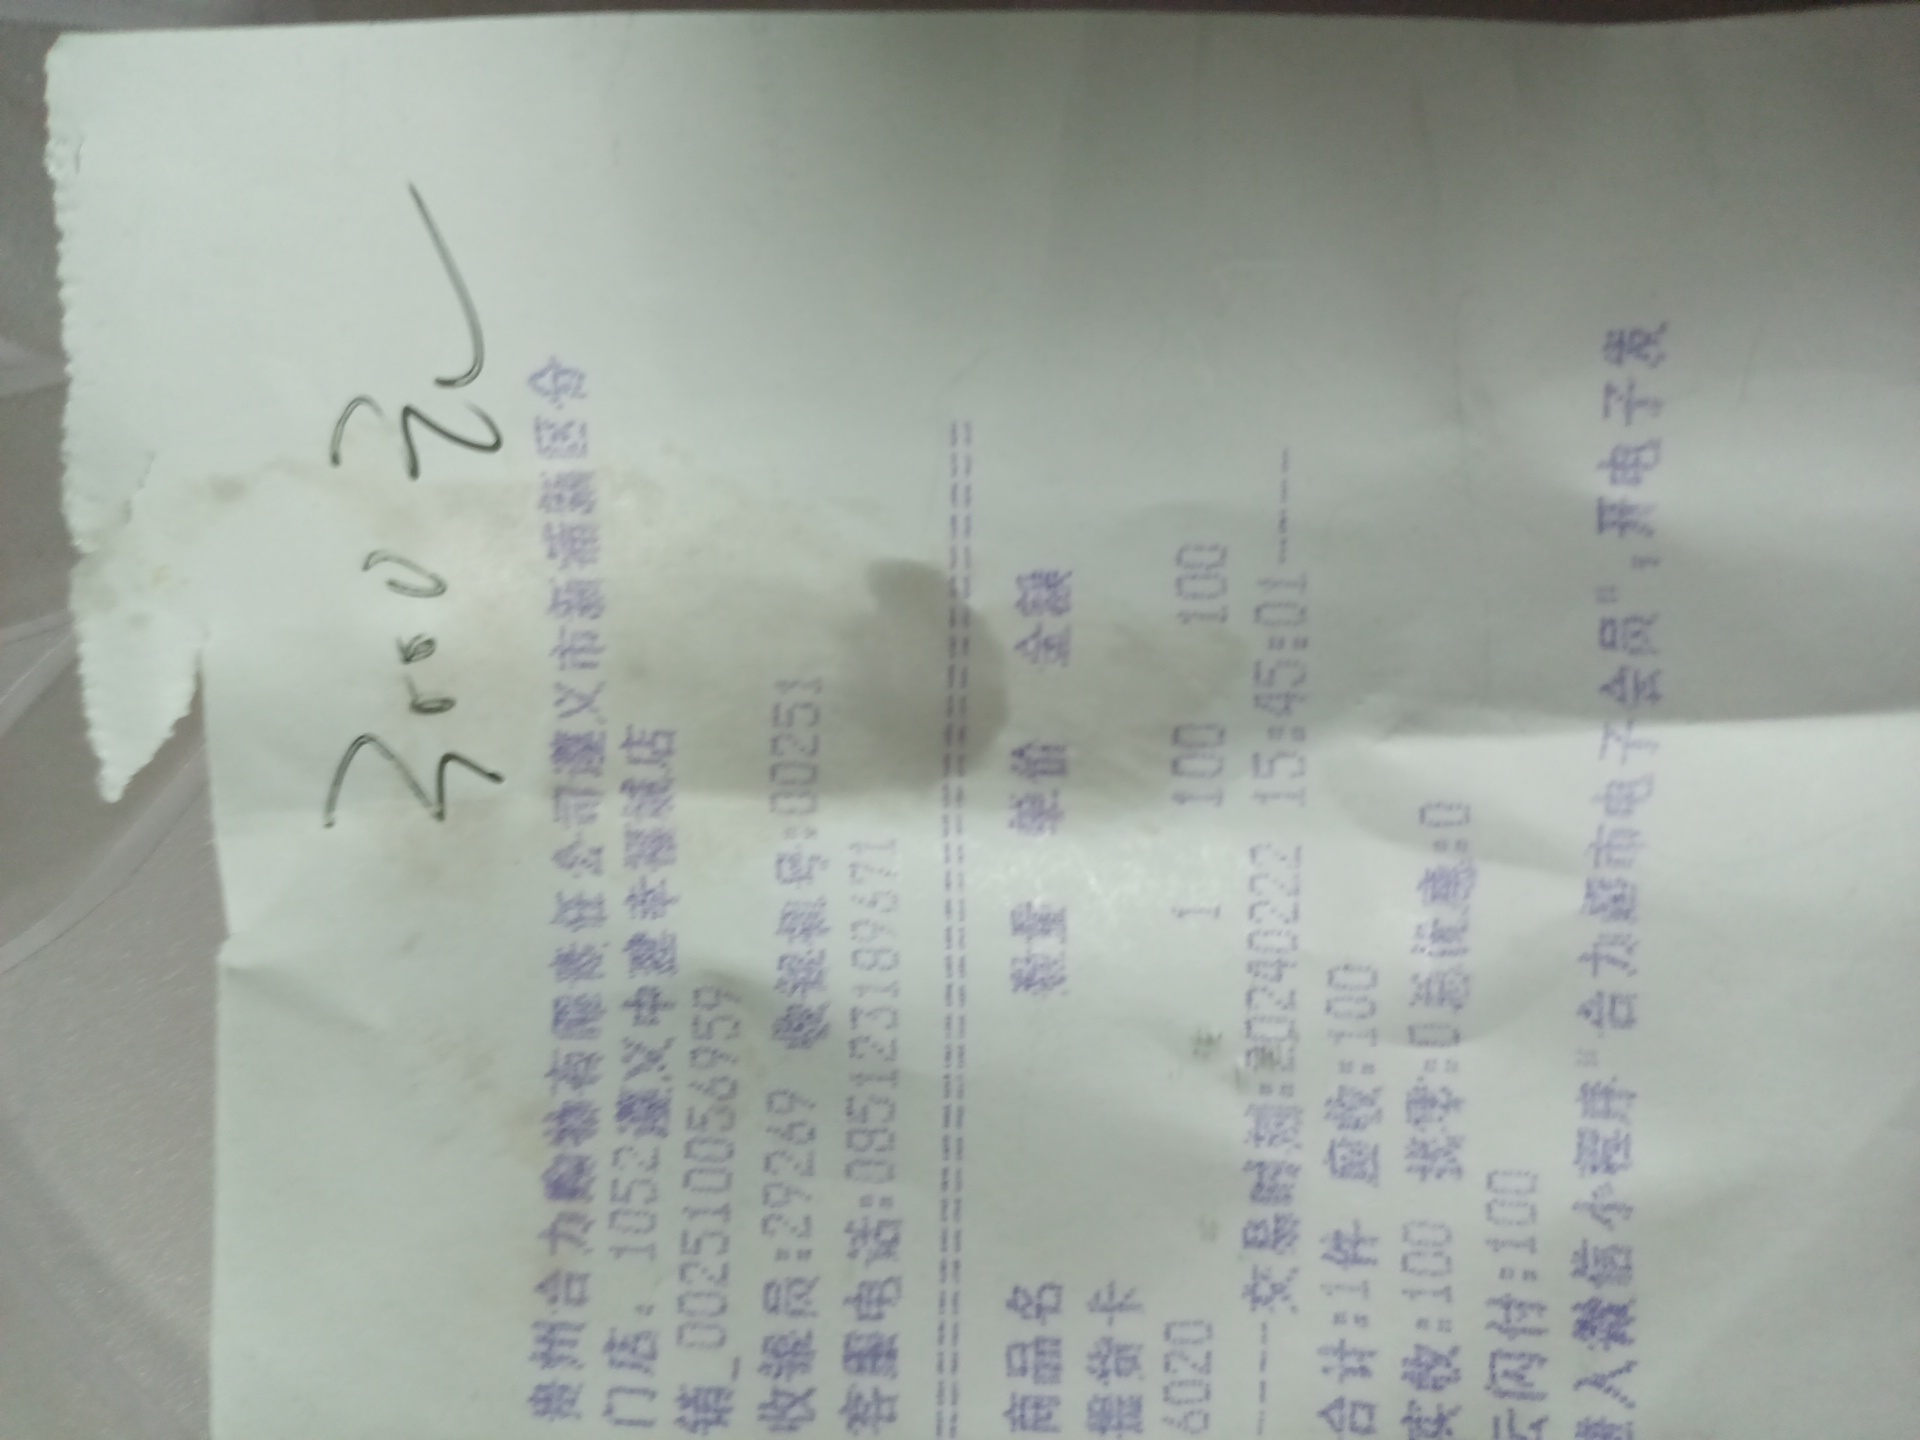 300元
贵州合力购物有限责任公司遵义市新蒲新区分
门店: 1052遵义中建幸福城店
销_002510056959
收银员:29269 收银机号:00251
客服电话:085123189671
==========================================
商品名 数量 单价 金额
提货卡
6020 1 100 100
-----交易时刻:20240222 15:45:01-----
合计:1件 应收:100
实收:100 找零:0总优惠:0
云闪付:100
进入微信小程序"合力超市电子会员",开电子发